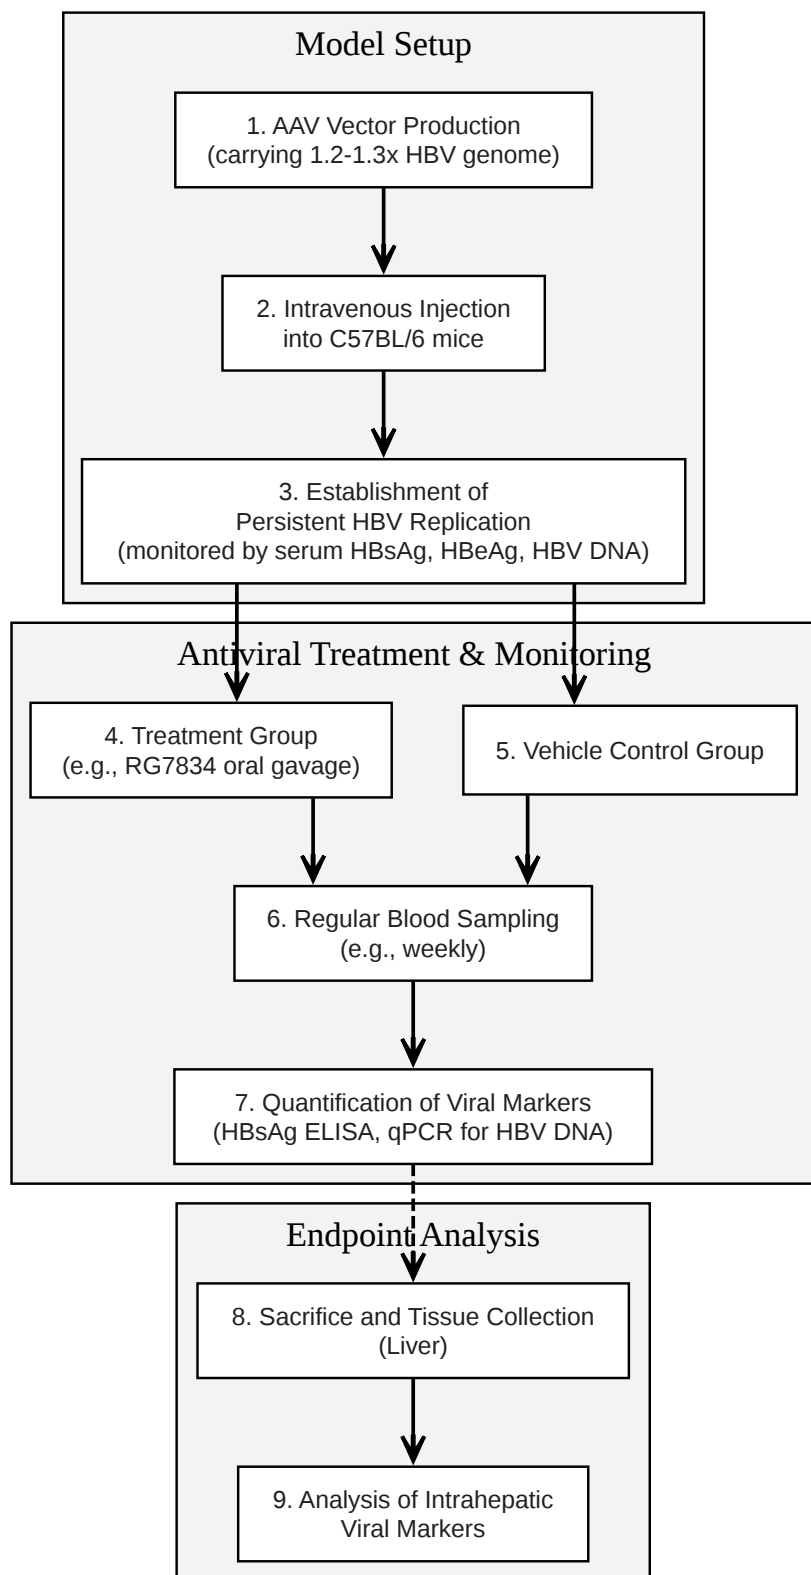 Model Setup
1. AAV Vector Production
(carrying 1.2-1.3x HBV genome)
2. Intravenous Injection
into C57BL/6 mice
3. Establishment of
Persistent HBV Replication
(monitored by serum HBsAg, HBeAg, HBV DNA)
Antiviral Treatment & Monitoring
4. Treatment Group
(e.g., RG7834 oral gavage)
5. Vehicle Control Group
6. Regular Blood Sampling
(e.g., weekly)
7. Quantification of Viral Markers
(HBsAg ELISA, qPCR for HBV DNA)
Endpoint Analysis
8. Sacrifice and Tissue Collection
(Liver)
9. Analysis of Intrahepatic
Viral Markers